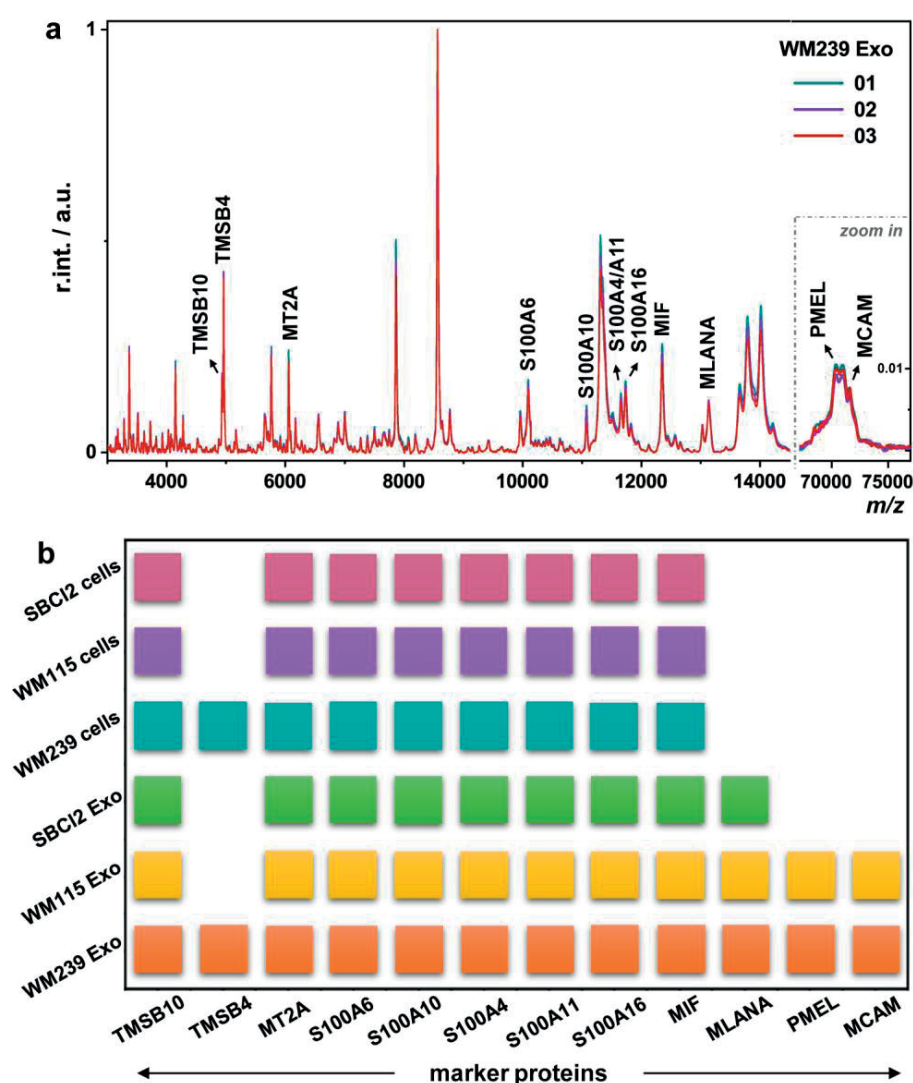 a
1
0
r.int. / a.u.
WM239 Exo
01
02
03
TMSB10
TMSB4
MT2A
S100A6
S100A10
S100A4/A11
S100A16
MIF
MLANA
zoom in
PMEL
MCAM
0.01
4000 6000 8000 10000 12000 14000 70000 75000
m/z
b
SBCl2 cells
WM115 cells
WM239 cells
SBCl2 Exo
WM115 Exo
WM239 Exo
TMSB10 TMSB4 MT2A S100A6 S100A10 S100A4 S100A11 S100A16 MIF MLANA PMEL MCAM
marker proteins